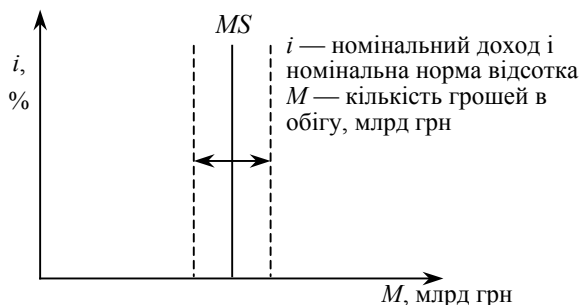 MS
i — номінальний доход і
номінальна норма відсотка
M — кількість грошей в
обігу, млрд грн
i,
%
M, млрд грн